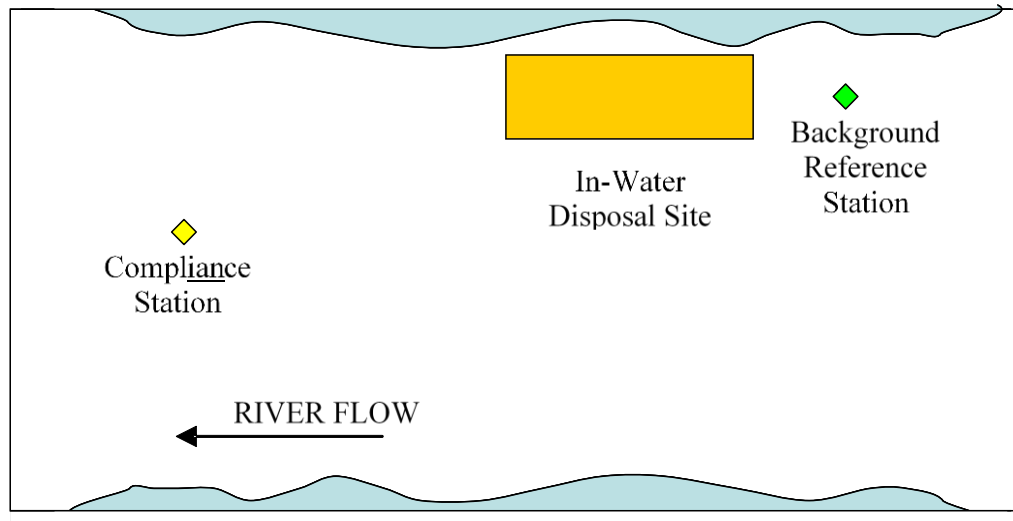 Background
Reference
Station
In-Water
Disposal Site
Compliance
Station
RIVER FLOW